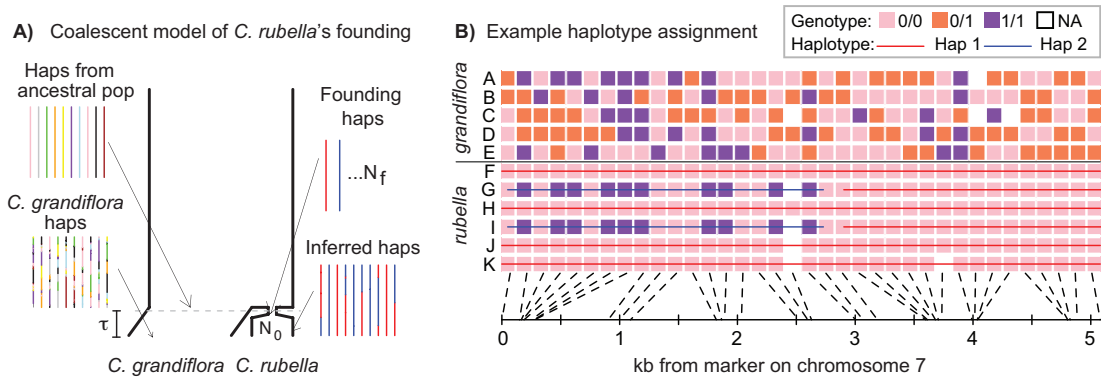 A) Coalescent model of C. rubella's founding
Haps from
ancestral pop
C. grandiflora
haps
Founding
haps
...Nf
Inferred haps
τ
N0
C. grandiflora C. rubella
B) Example haplotype assignment
Genotype: 0/0 0/1 1/1 NA
Haplotype: Hap 1 Hap 2
grandiflora
rubella
A
B
C
D
E
F
G
H
I
J
K
0 1 2 3 4 5
kb from marker on chromosome 7